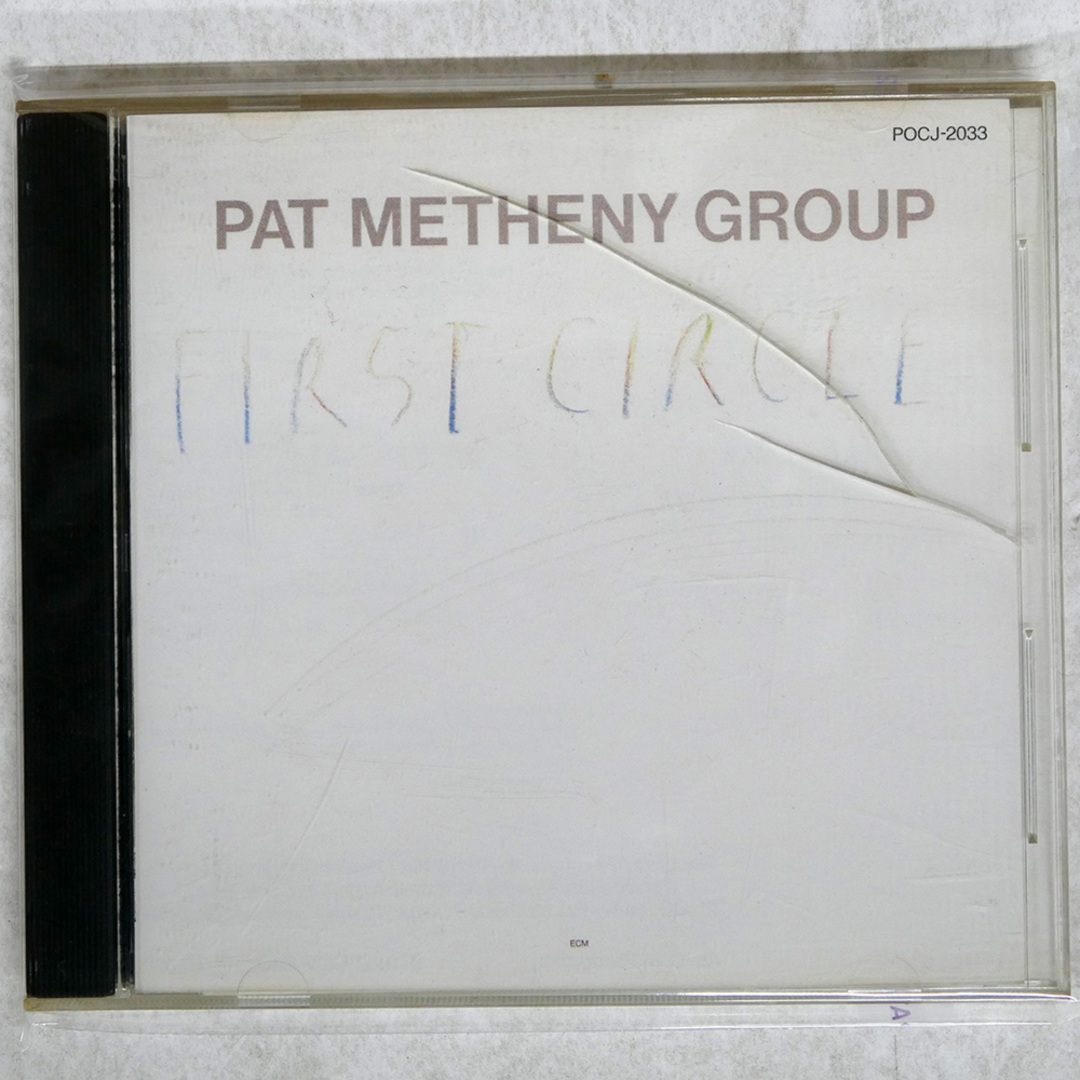 POCJ-2033
PAT METHENY GROUP
FIRST CIRCLE
ECM